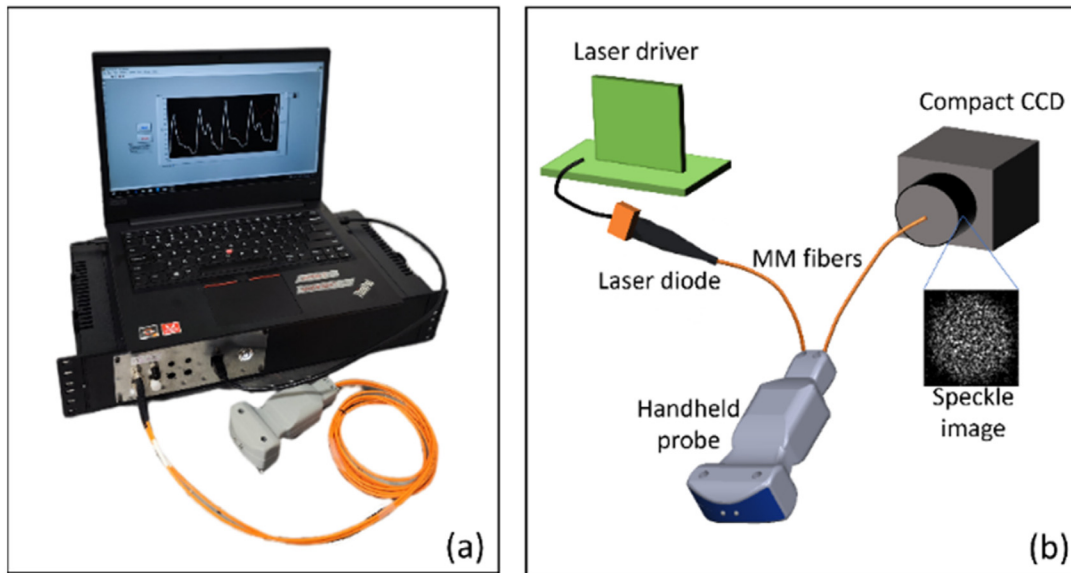 (a)
Laser driver
Compact CCD
MM fibers
Laser diode
Handheld
probe
Speckle
image
(b)